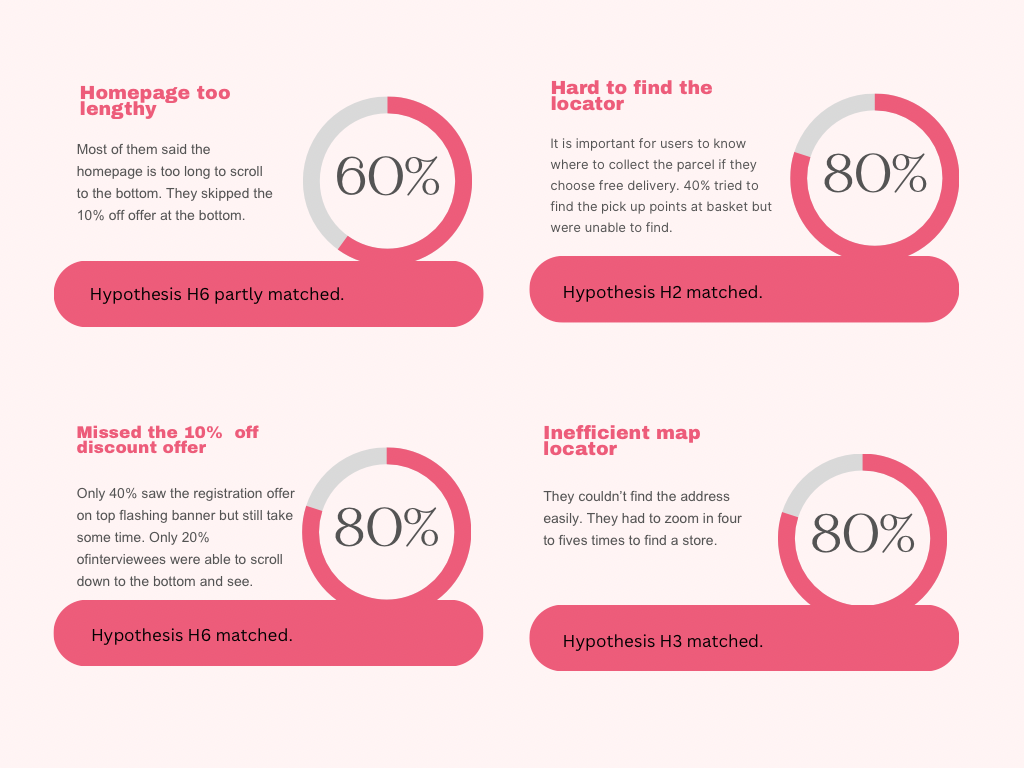 Homepage too
lengthy
Most of them said the
homepage is too long to scroll
to the bottom. They skipped the
10% off offer at the bottom.
60%
Hypothesis H6 partly matched.
Hard to find the
locator
It is important for users to know
where to collect the parcel if they
choose free delivery. 40% tried to
find the pick up points at basket but
were unable to find.
80%
Hypothesis H2 matched.
Missed the 10%  off
discount offer
Only 40% saw the registration offer
on top flashing banner but still take
some time. Only 20%
ofinterviewees were able to scroll
down to the bottom and see.
80%
Hypothesis H6 matched.
Inefficient map
locator
They couldn’t find the address
easily. They had to zoom in four
to fives times to find a store.
80%
Hypothesis H3 matched.